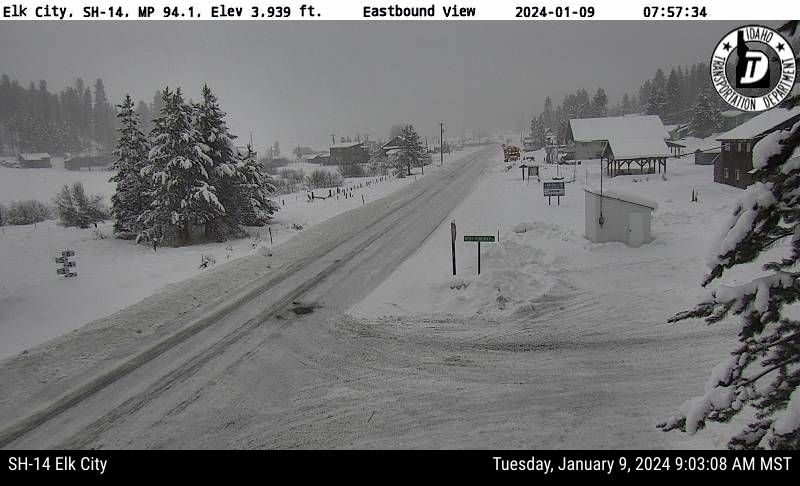 Elk City, SH-14, MP 94.1, Elev 3,939 ft. Eastbound View 2024-01-09 07:57:34
IDAHO
TRANSPORTATION DEPARTMENT
SH-14 Elk City Tuesday, January 9, 2024 9:03:08 AM MST